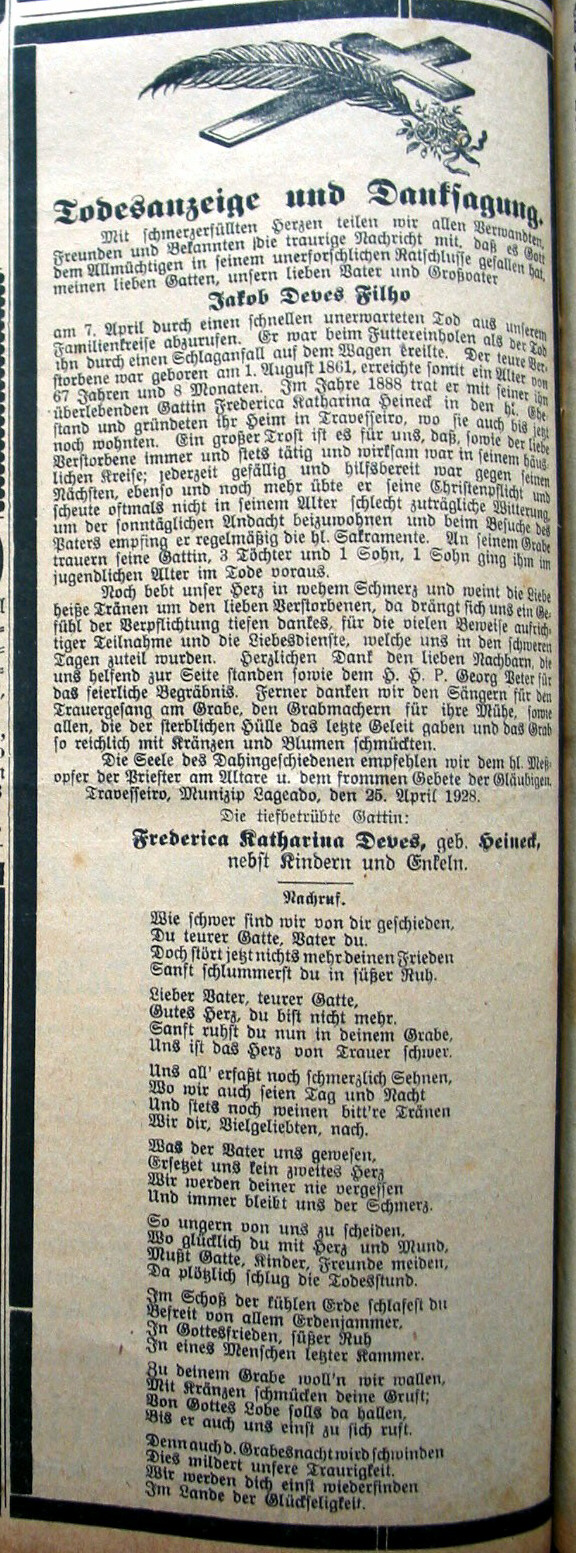 Todesanzeige und Danksagung.
Mit schmerzerfüllten Herzen teilen wir allen Verwandten,
Freunden und Bekannten die traurige Nachricht mit, daß es Gott
dem Allmächtigen in seinem unerforschlichen Ratschlusse gefallen hat,
meinen lieben Gatten, unsern lieben Vater und Großvater
Jakob Deves Filho
am 7. April durch einen schnellen unerwarteten Tod aus unserem
Familienkreise abzurufen. Er war beim Futtereinholen als der Tod
ihn durch einen Schlaganfall auf dem Wagen ereilte. Der teure Ver-
storbene war geboren am 1. August 1861, erreichte somit ein Alter von
67 Jahren und 8 Monaten. Im Jahre 1888 trat er mit seiner ihn
überlebenden Gattin Frederica Katharina Heineck in den hl. Ehe-
stand und gründeten ihr Heim in Travesseiro, wo sie auch bis jetzt
noch wohnten. Ein großer Trost ist es für uns, daß, sowie der liebe
Verstorbene immer und stets tätig und wirksam war in seinem häus-
lichen Kreise; jederzeit gefällig und hilfsbereit war gegen seinen
Nächsten, ebenso und noch mehr übte er seine Christenpflicht und
scheute oftmals nicht in seinem Alter schlecht zuträgliche Witterung,
um der sonntäglichen Andacht beizuwohnen und beim Besuche des
Paters empfing er regelmäßig die hl. Sakramente. An seinem Grabe
trauern seine Gattin, 3 Töchter und 1 Sohn, 1 Sohn ging ihm im
jugendlichen Alter im Tode voraus.
Noch bebt unser Herz in wehem Schmerz und weint die Liebe
heiße Tränen um den lieben Verstorbenen, da drängt sich uns ein Ge-
fühl der Verpflichtung tiefen dankes, für die vielen Beweise aufrich-
tiger Teilnahme und die Liebesdienste, welche uns in den schweren
Tagen zuteil wurden. Herzlichen Dank den lieben Nachbarn, die
uns helfend zur Seite standen sowie dem H. H. P. Georg Veter für
das feierliche Begräbnis. Ferner danken wir den Sängern für den
Trauergesang am Grabe, den Grabmachern für ihre Mühe, sowie
allen, die der sterblichen Hülle das letzte Geleit gaben und das Grab
so reichlich mit Kränzen und Blumen schmückten.
Die Seele des Dahingeschiedenen empfehlen wir dem hl. Meß-
opfer der Priester am Altare u. dem frommen Gebete der Gläubigen.
Travesseiro, Munizip Lageado, den 25. April 1928.
Die tiefbetrübte Gattin:
Frederica Katharina Deves, geb. Heineck,
nebst Kindern und Enkeln.
Nachruf.
Wie schwer sind wir von dir geschieden,
Du teurer Gatte, Vater du.
Doch stört jetzt nichts mehr deinen Frieden
Sanft schlummerst du in süßer Ruh.
Lieber Vater, teurer Gatte,
Gutes Herz, du bist nicht mehr.
Sanft ruhst du nun in deinem Grabe,
Uns ist das Herz von Trauer schwer.
Uns all' erfaßt noch schmerzlich Sehnen,
Wo wir auch seien Tag und Nacht
Und stets noch weinen bitt're Tränen
Wir dir, Vielgeliebten, nach.
Was der Vater uns gewesen,
Ersetzet uns kein zweites Herz
Wir werden deiner nie vergessen
Und immer bleibt uns der Schmerz.
So ungern von uns zu scheiden,
Wo glücklich du mit Herz und Mund,
Mußt Gatte, Kinder, Freunde meiden,
Da plötzlich schlug die Todesstund.
Im Schoß der kühlen Erde schlafest du
Befreit von allem Erdenjammer,
In Gottesfrieden, süßer Ruh
In eines Menschen letzter Kammer.
Zu deinem Grabe woll'n wir wallen,
Mit Kränzen schmücken deine Gruft;
Von Gottes Lobe solls da hallen,
Bis er auch uns einst zu sich ruft.
Denn auch d. Grabesnacht wird schwinden
Dies mildert unsere Traurigkeit.
Wir werden dich einst wiederfinden
Im Lande der Glückseligkeit.